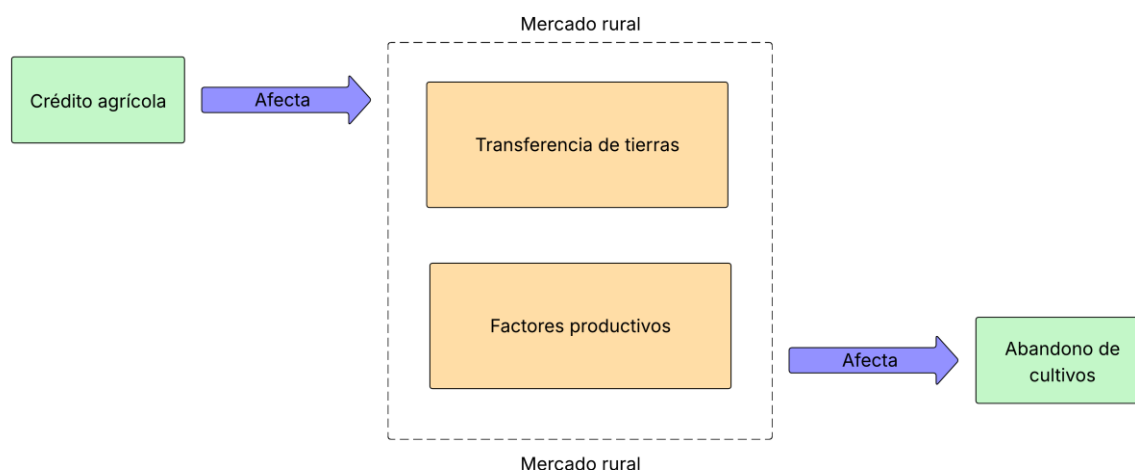 Mercado rural
Crédito agrícola
Afecta
Transferencia de tierras
Factores productivos
Afecta
Abandono de
cultivos
Mercado rural